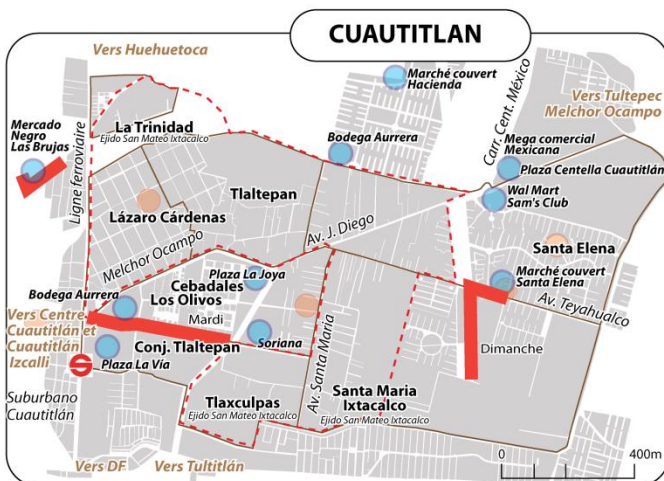 CUAUTITLAN
Vers Huehuetoca
Marché couvert
Hacienda
Carr. Cent. México
Vers Tultepec
Melchor Ocampo
Mercado
Negro
Las Brujas
Ligne ferroviaire
La Trinidad
Ejido San Mateo Ixtacalco
Bodega Aurrera
Mega comercial
Mexicana
Plaza Centella Cuautitlán
Tlaltepan
Wal Mart
Sam's Club
Lázaro Cárdenas
Av. J. Diego
Santa Elena
Melchor Ocampo
Cebadales
Los Olivos
Plaza La Joya
Marché couvert
Santa Elena
Bodega Aurrera
Mardi
Av. Teyahualco
Vers Centre
Cuautitlán et
Cuautitlán
Izcalli
Conj. Tlaltepan
Soriana
Av. Santa Maria
Dimanche
Plaza La Via
Suburbano
Cuautitlán
Tlaxculpas
Ejido San Mateo Ixtacalco
Santa Maria
Ixtacalco
Ejido San Mateo Ixtacalco
Vers DF
Vers Tultitlán
0
400m